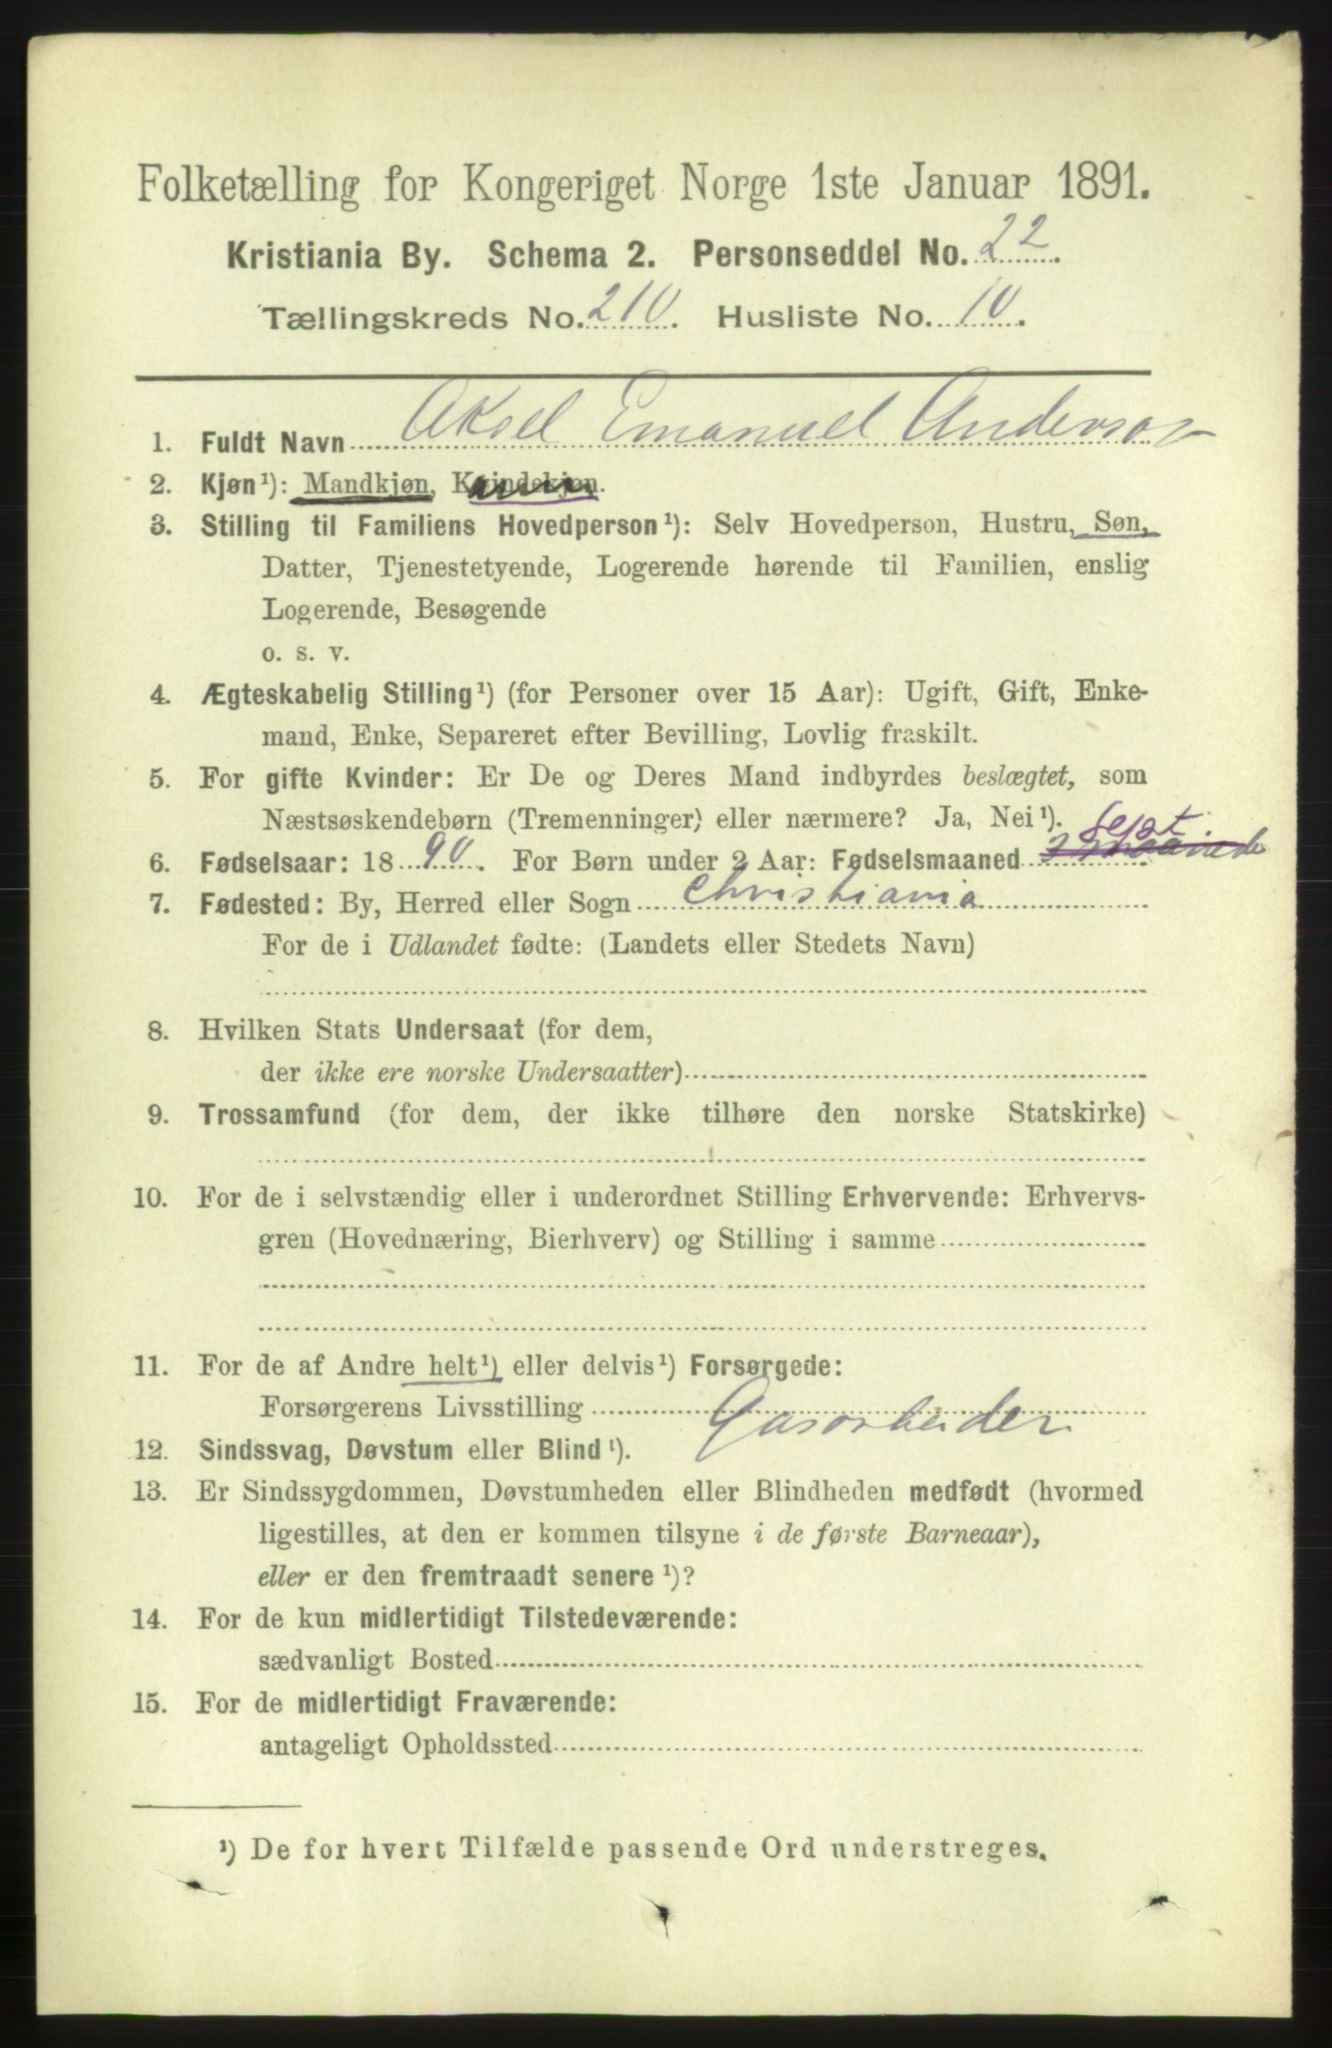 Folketælling for Kongeriget Norge 1ste Januar 1891.
Kristiania By. Schema 2. Personseddel No. 22.
Tællingskreds No. 210. Husliste No. 10.
1. Fuldt Navn Aksel Emanuel Anderson
2. Kjøn¹): Mandkjøn, Kvindekjøn.
3. Stilling til Familiens Hovedperson¹): Selv Hovedperson, Hustru, Søn,
Datter, Tjenestetyende, Logerende hørende til Familien, enslig
Logerende, Besøgende
o. s. v.
4. Ægteskabelig Stilling¹) (for Personer over 15 Aar): Ugift, Gift, Enke-
mand, Enke, Separeret efter Bevilling, Lovlig fraskilt.
5. For gifte Kvinder: Er De og Deres Mand indbyrdes beslægtet, som
Næstsøskendebørn (Tremenninger) eller nærmere? Ja, Nei¹).
6. Fødselsaar: 1890. For Børn under 2 Aar: Fødselsmaaned Sept.
7. Fødested: By, Herred eller Sogn Christiania
For de i Udlandet fødte: (Landets eller Stedets Navn)
8. Hvilken Stats Undersaat (for dem,
der ikke ere norske Undersaatter)
9. Trossamfund (for dem, der ikke tilhøre den norske Statskirke)
10. For de i selvstændig eller i underordnet Stilling Erhvervende: Erhvervs-
gren (Hovednæring, Bierhverv) og Stilling i samme
11. For de af Andre helt¹) eller delvis¹) Forsørgede:
Forsørgerens Livsstilling Gasarbeider
12. Sindssvag, Døvstum eller Blind¹).
13. Er Sindssygdommen, Døvstumheden eller Blindheden medfødt (hvormed
ligestilles, at den er kommen tilsyne i de første Barneaar),
eller er den fremtraadt senere¹)?
14. For de kun midlertidigt Tilstedeværende:
sædvanligt Bosted
15. For de midlertidigt Fraværende:
antageligt Opholdssted
¹) De for hvert Tilfælde passende Ord understreges.